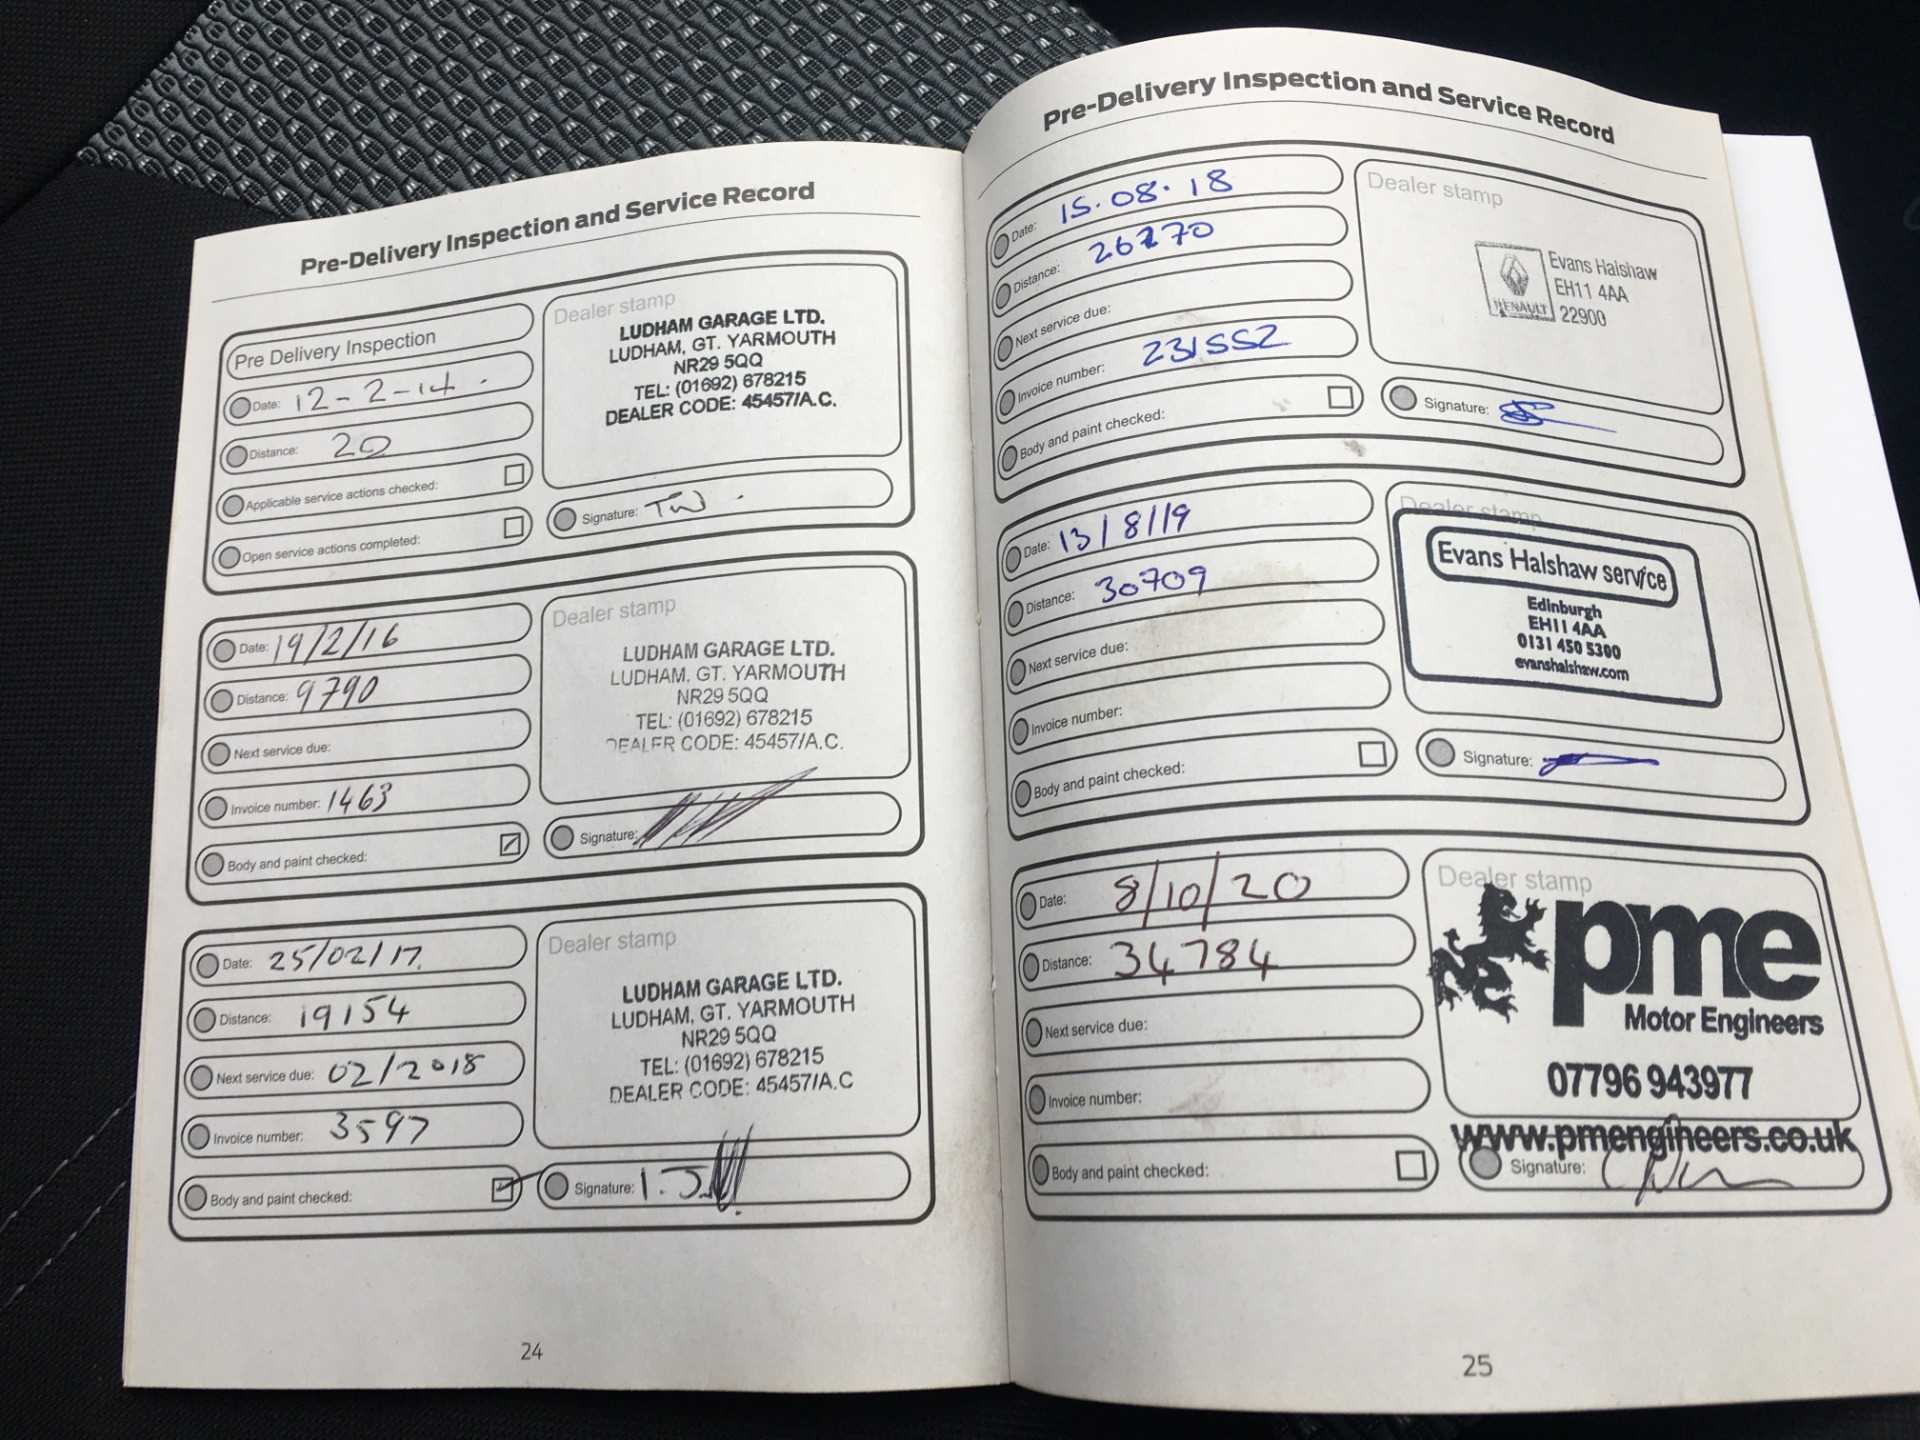 Pre-Delivery Inspection and Service Record
Pre Delivery Inspection
Date: 12-2-14.
Distance: 20
Applicable service actions checked:
Open service actions completed:
Dealer stamp
LUDHAM GARAGE LTD.
LUDHAM, GT. YARMOUTH
NR29 5QQ
TEL: (01692) 678215
DEALER CODE: 45457/A.C.
Signature: TW.
Date: 19/2/16
Distance: 9790
Next service due:
Invoice number: 1463
Body and paint checked:
Dealer stamp
LUDHAM GARAGE LTD.
LUDHAM, GT. YARMOUTH
NR29 5QQ
TEL: (01692) 678215
DEALER CODE: 45457/A.C.
Signature:
Date: 25/02/17.
Distance: 19154
Next service due: 02/2018
Invoice number: 3597
Body and paint checked:
Dealer stamp
LUDHAM GARAGE LTD.
LUDHAM, GT. YARMOUTH
NR29 5QQ
TEL: (01692) 678215
DEALER CODE: 45457/A.C
Signature:
24
Pre-Delivery Inspection and Service Record
Date: 15.08.18
Distance: 26270
Next service due:
Invoice number: 231552
Body and paint checked:
Dealer stamp
RENAULT
Evans Halshaw
EH11 4AA
22900
Signature:
Date: 13/8/19
Distance: 30709
Next service due:
Invoice number:
Body and paint checked:
Dealer stamp
Evans Halshaw service
Edinburgh
EH11 4AA
0131 450 5300
evanshalshaw.com
Signature:
Date: 8/10/20
Distance: 34784
Next service due:
Invoice number:
Body and paint checked:
Dealer stamp
pme
Motor Engineers
07796 943977
www.pmengineers.co.uk
Signature:
25